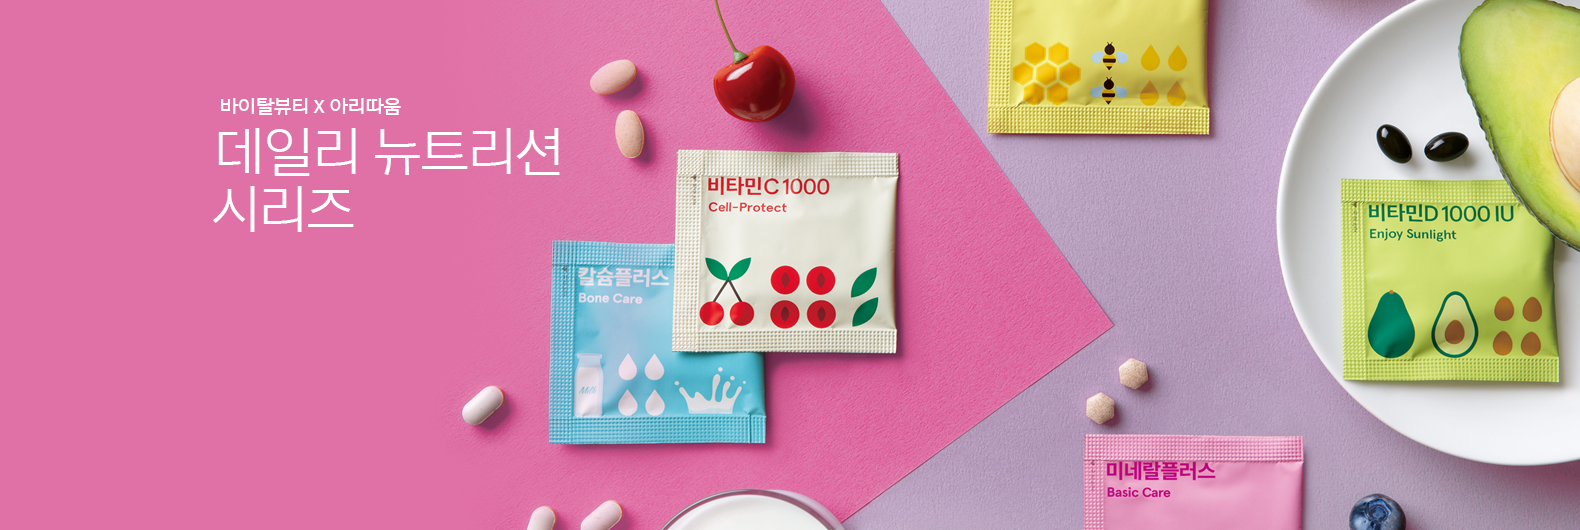 바이탈뷰티 X 아리따움
데일리 뉴트리션
시리즈
비타민C 1000
Cell-Protect
칼슘플러스
Bone Care
Milk
비타민D 1000 IU
Enjoy Sunlight
미네랄플러스
Basic Care